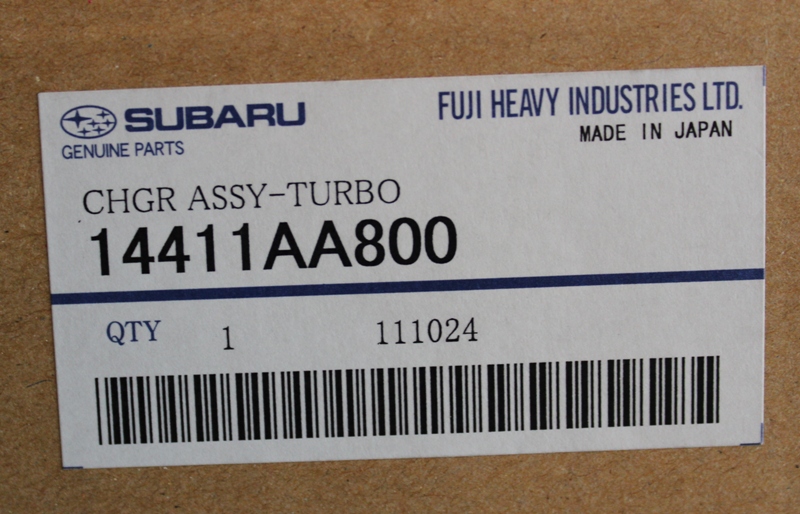 SUBARU
GENUINE PARTS
FUJI HEAVY INDUSTRIES LTD.
MADE IN JAPAN
CHGR ASSY-TURBO
14411AA800
QTY 1 111024